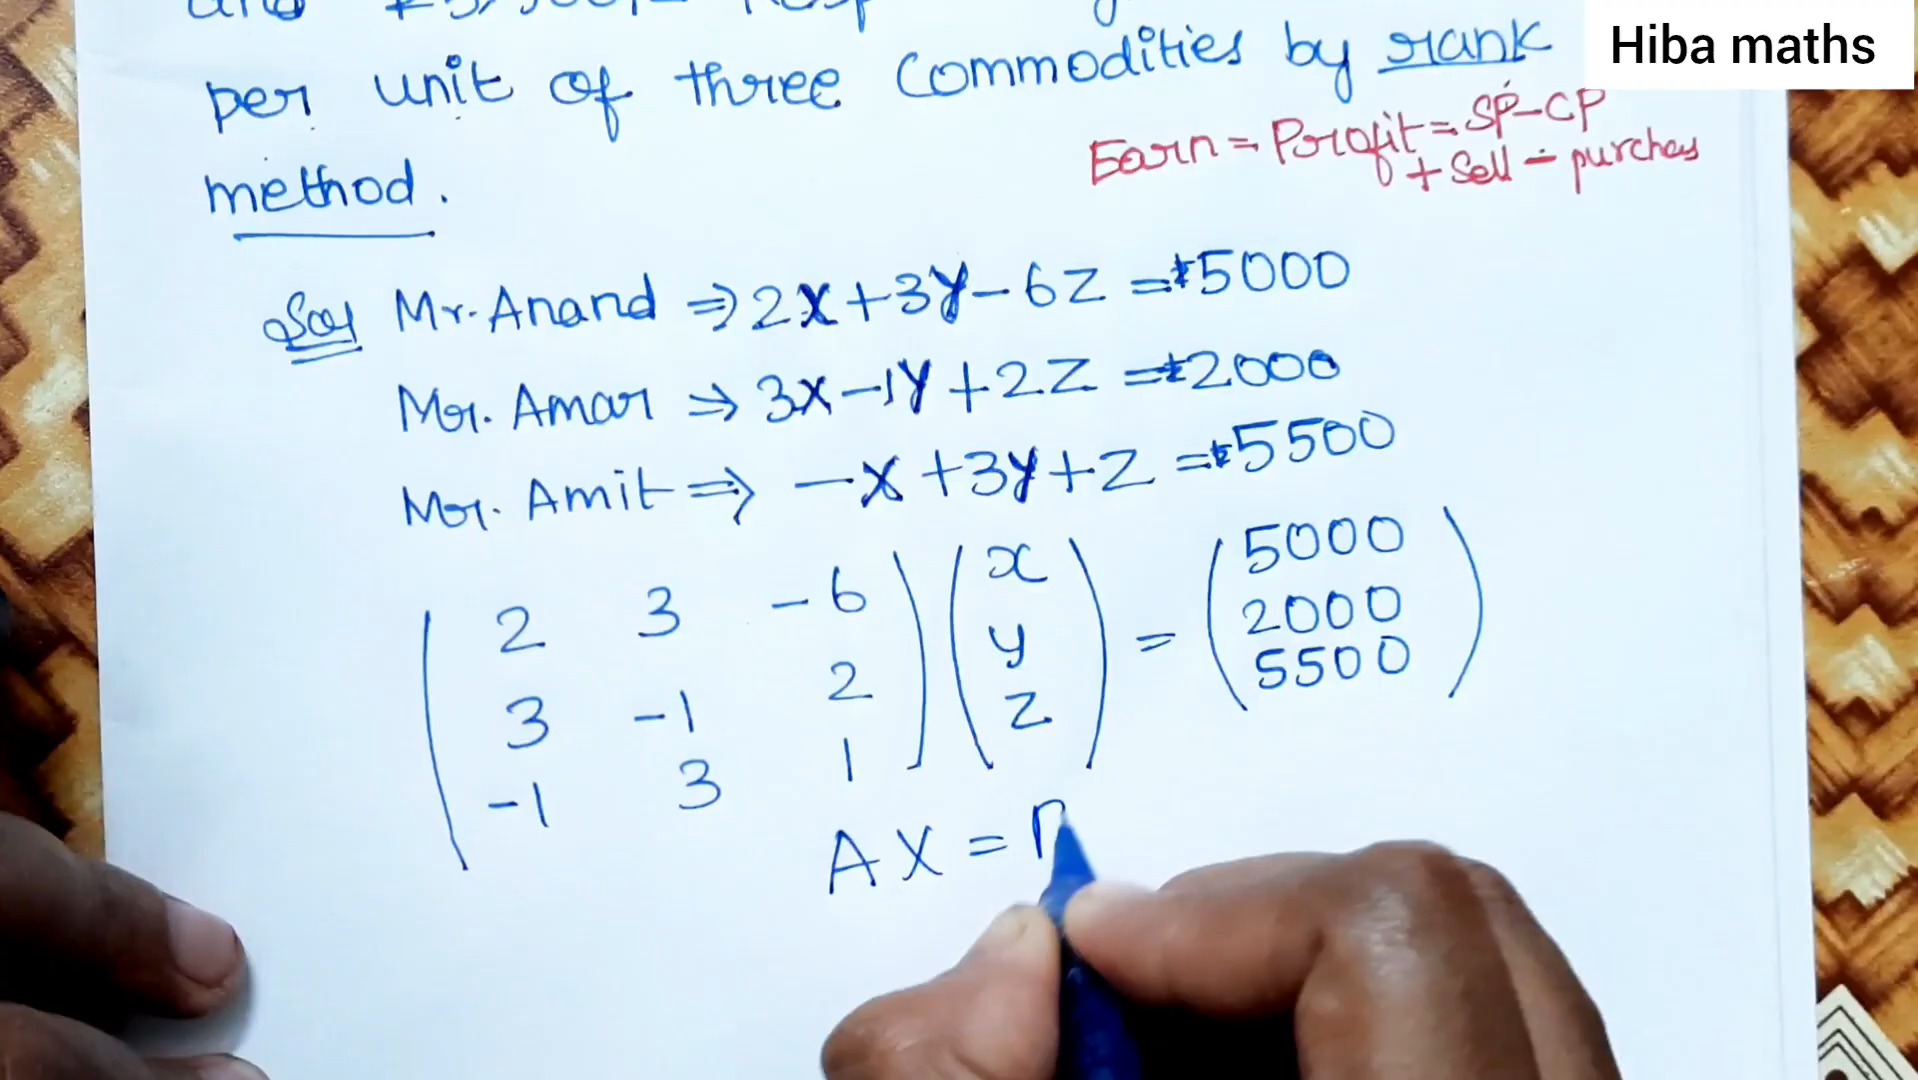 and
per unit of three commodities by rank
Hiba maths
method.
Earn = Profit = SP-CP
+ Sell - purchas
Sol Mr. Anand ⇒ 2x+3y-6z = ₹5000
Mr. Amar ⇒ 3x-1y+2z = ₹2000
Mr. Amit ⇒ -x+3y+z = ₹5500
2 3 -6 x 5000
3 -1 2 y = 2000
-1 3 1 z 5500
AX =